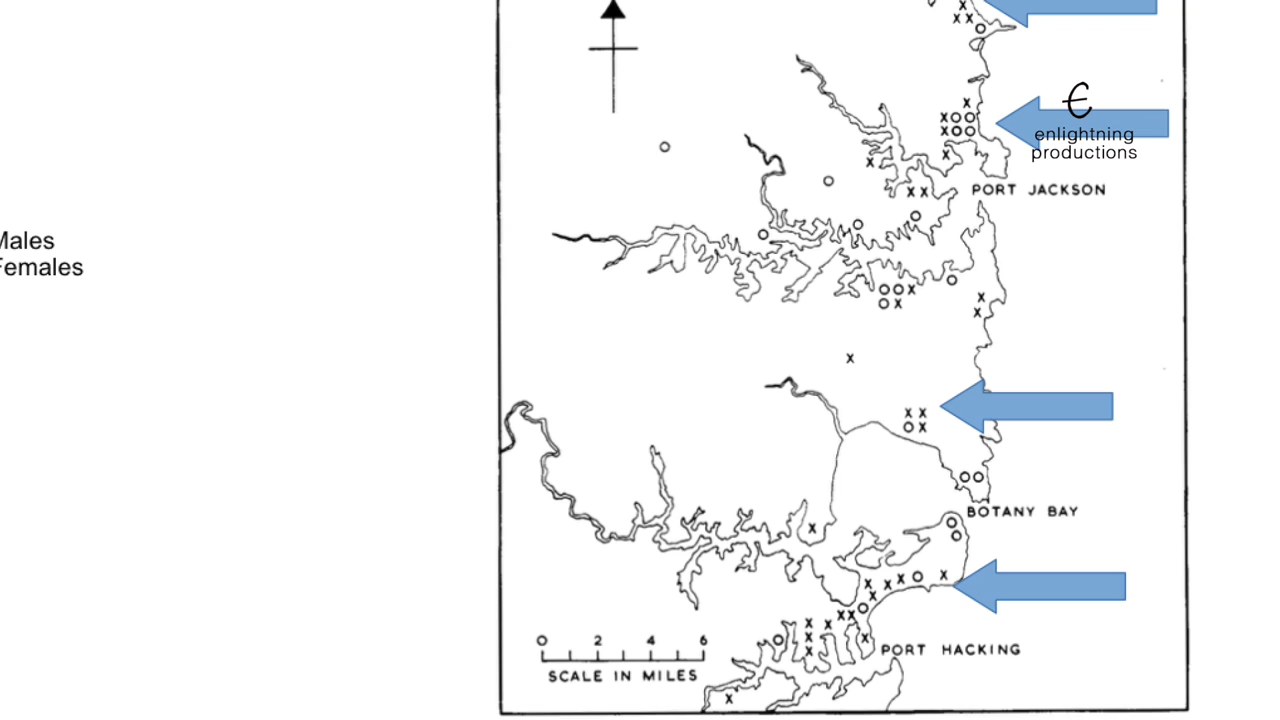 €
enlightning
productions
PORT JACKSON
Males
Females
BOTANY BAY
PORT HACKING
0 2 4 6
SCALE IN MILES